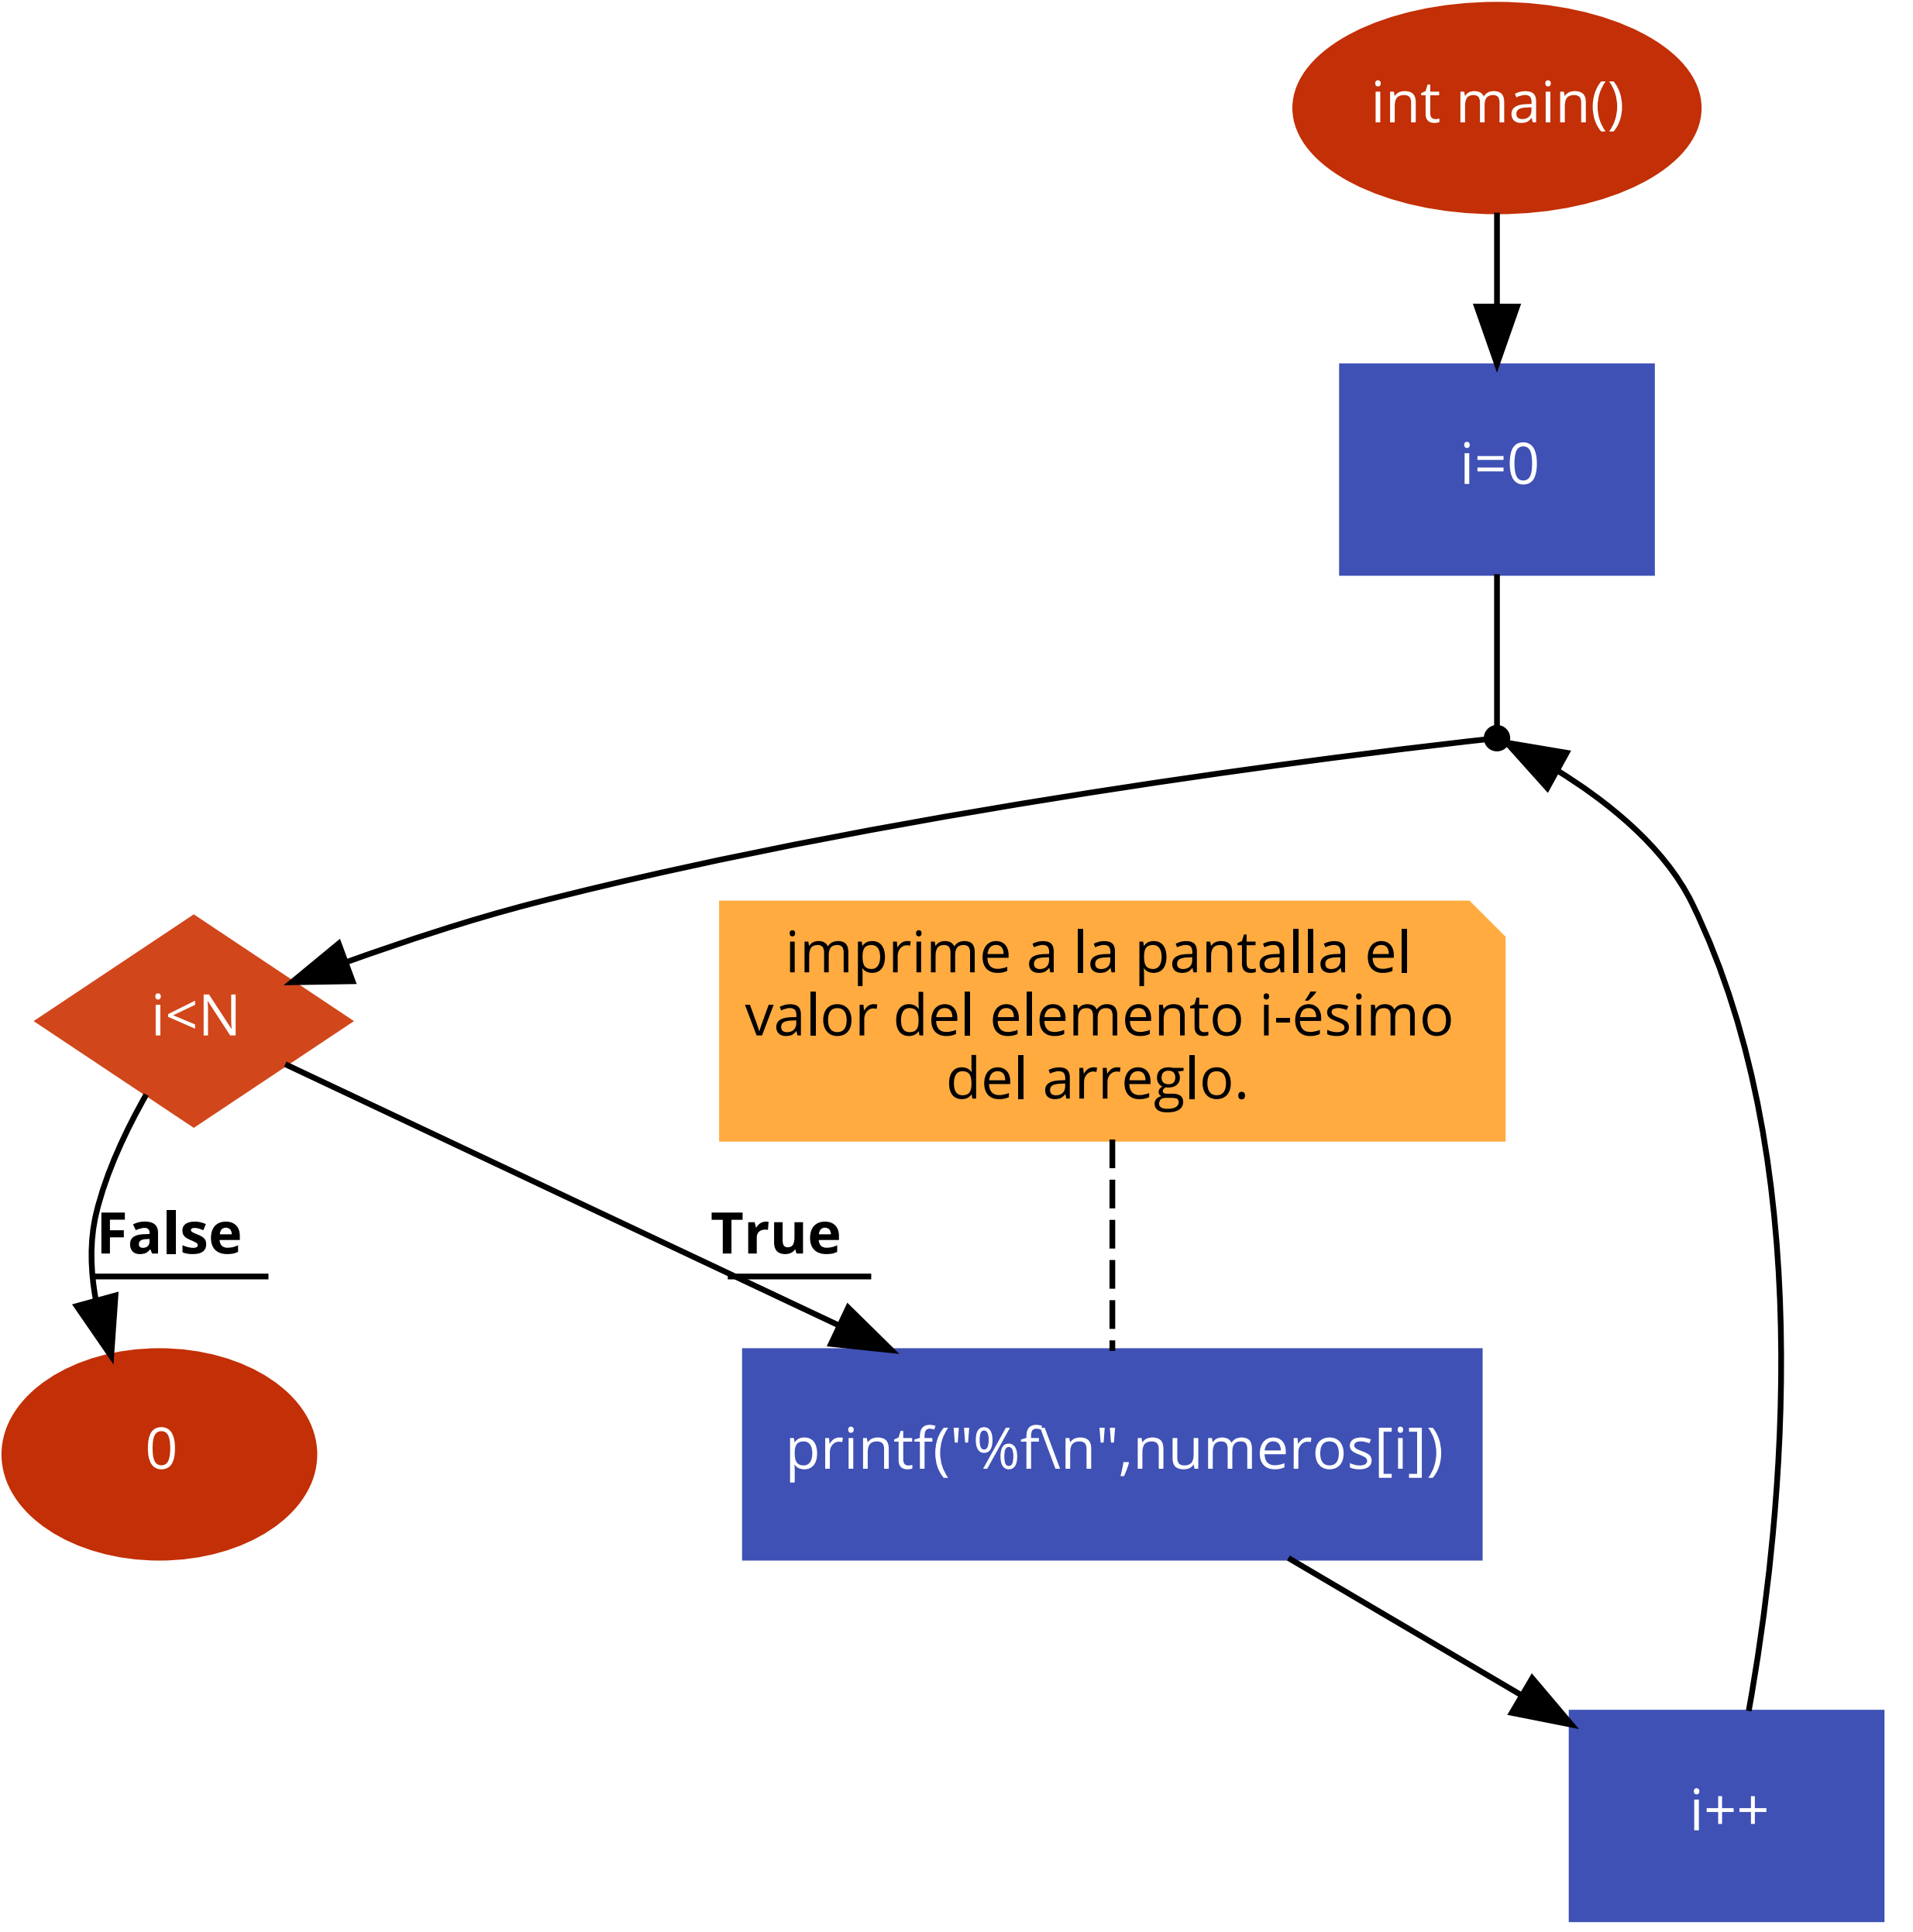 int main()
i=0
imprime a la pantalla el
valor del elemento i-ésimo
del arreglo.
i<N
False
True
0
printf("%f\n",numeros[i])
i++